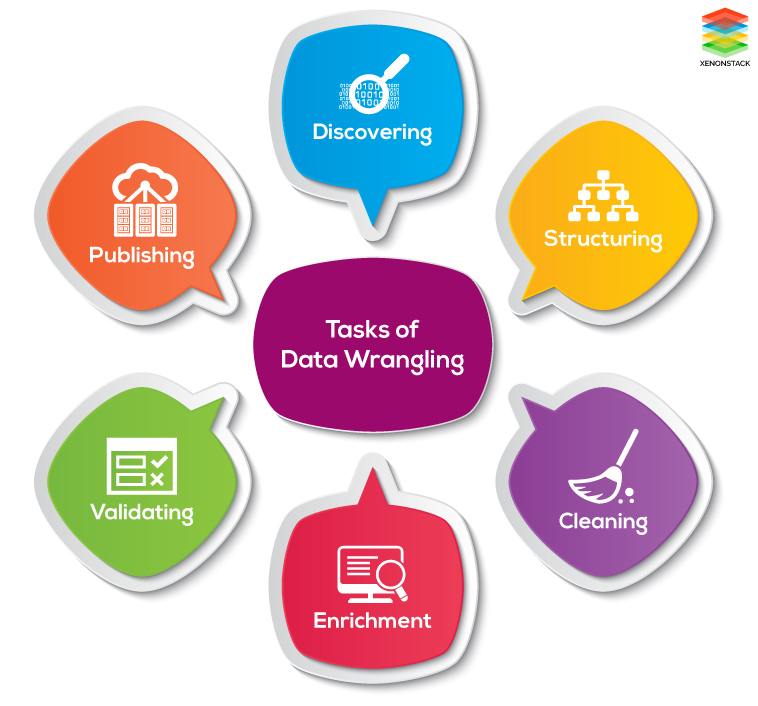 XENONSTACK
Discovering
Structuring
Cleaning
Enrichment
Validating
Publishing
Tasks of
Data Wrangling